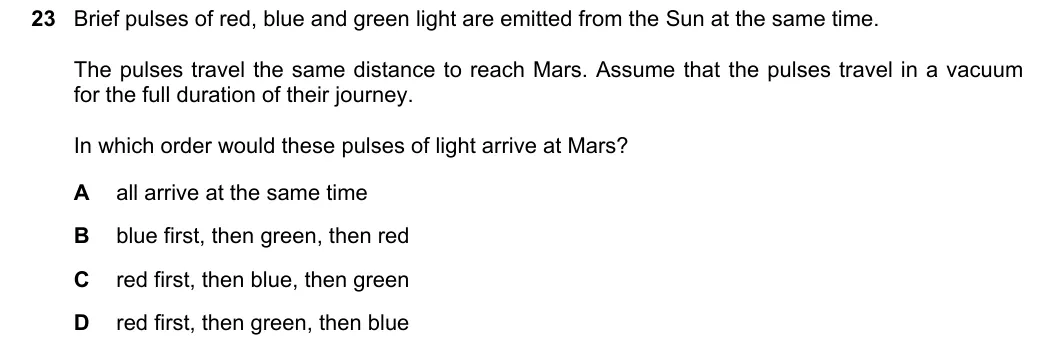 23 Brief pulses of red, blue and green light are emitted from the Sun at the same time.
The pulses travel the same distance to reach Mars. Assume that the pulses travel in a vacuum
for the full duration of their journey.
In which order would these pulses of light arrive at Mars?
A all arrive at the same time
B blue first, then green, then red
C red first, then blue, then green
D red first, then green, then blue